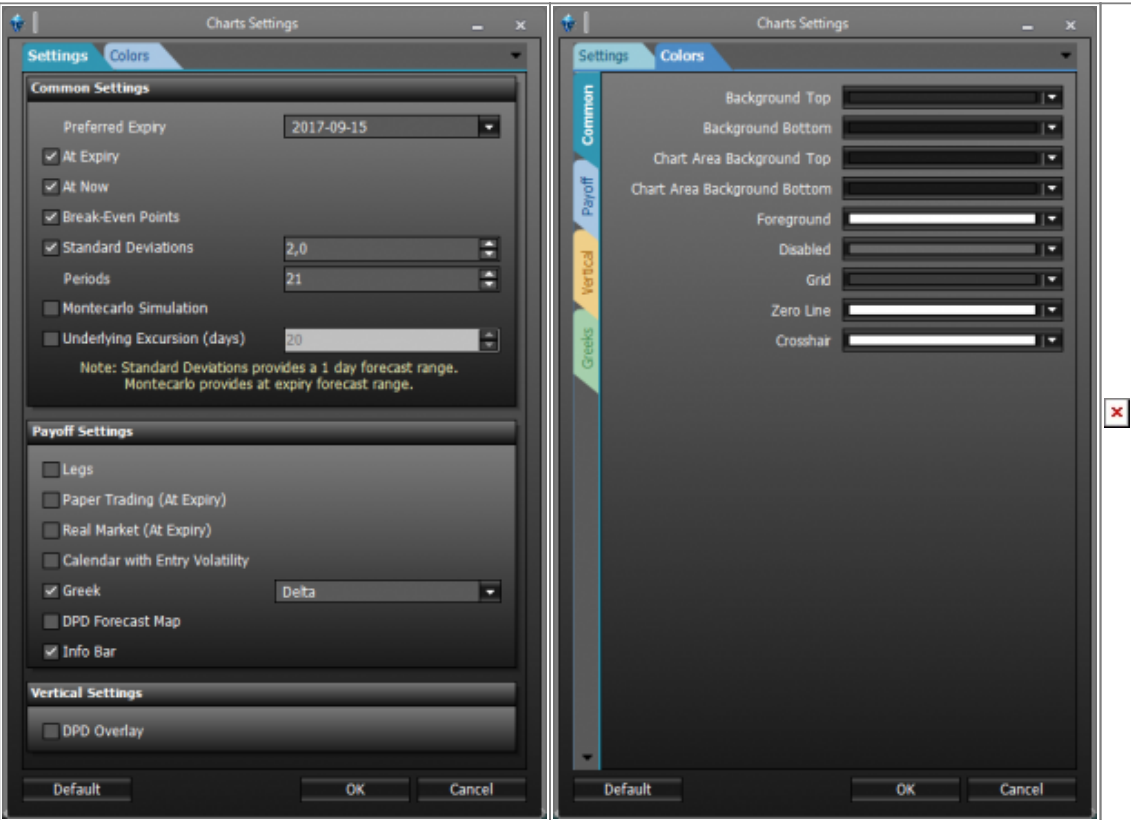 Charts Settings
Settings Colors
Common Settings
Preferred Expiry 2017-09-15
At Expiry
At Now
Break-Even Points
Standard Deviations 2,0
Periods 21
Montecarlo Simulation
Underlying Excursion (days) 20
Note: Standard Deviations provides a 1 day forecast range.
Montecarlo provides at expiry forecast range.
Payoff Settings
Legs
Paper Trading (At Expiry)
Real Market (At Expiry)
Calendar with Entry Volatility
Greek Delta
DPD Forecast Map
Info Bar
Vertical Settings
DPD Overlay
Default OK Cancel
Charts Settings
Settings Colors
Common
Payoff
Vertical
Greeks
Background Top
Background Bottom
Chart Area Background Top
Chart Area Background Bottom
Foreground
Disabled
Grid
Zero Line
Crosshair
Default OK Cancel